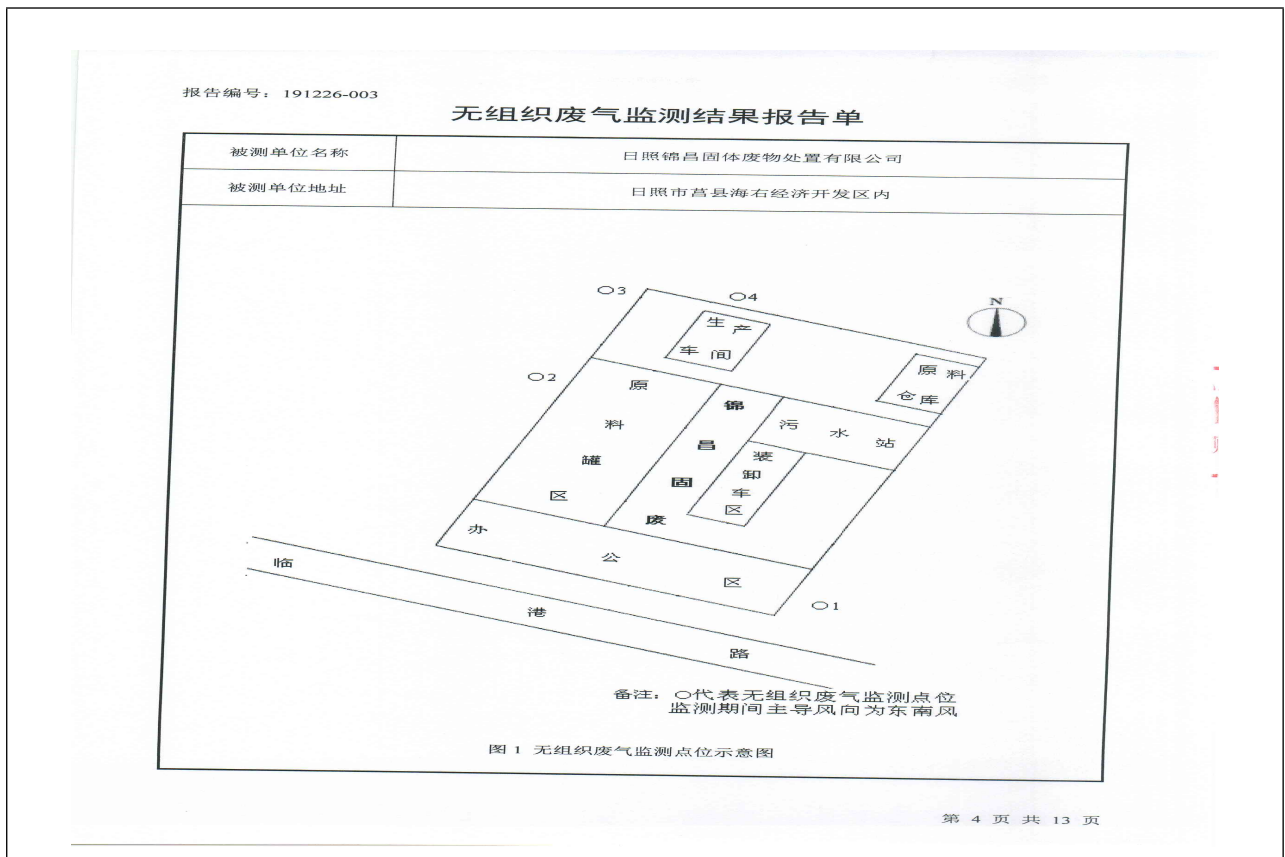 报告编号：191226-003
无组织废气监测结果报告单
被测单位名称 日照锦昌固体废物处置有限公司
被测单位地址 日照市莒县海右经济开发区内
○3
○4
N
生产
车间
原料
仓库
○2
原料罐区
锦昌固废
污水站
装卸车区
办公区
○1
临港路
备注：○代表无组织废气监测点位
监测期间主导风向为东南风
图 1 无组织废气监测点位示意图
第 4 页 共 13 页